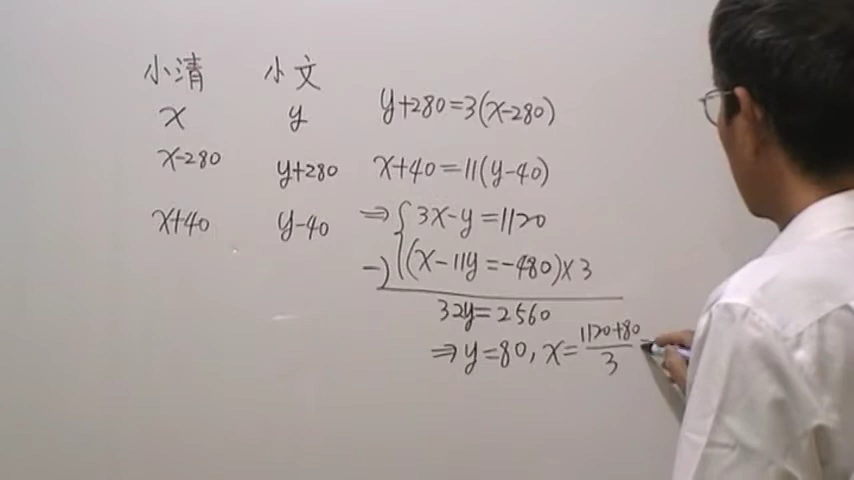 小清 小文
x y y+280=3(x-280)
x-280 y+280 x+40=11(y-40)
x+40 y-40 ⇒{3x-y=1120
-) (x-11y=-480)×3
32y=2560
⇒y=80, x=(1120+80)/3